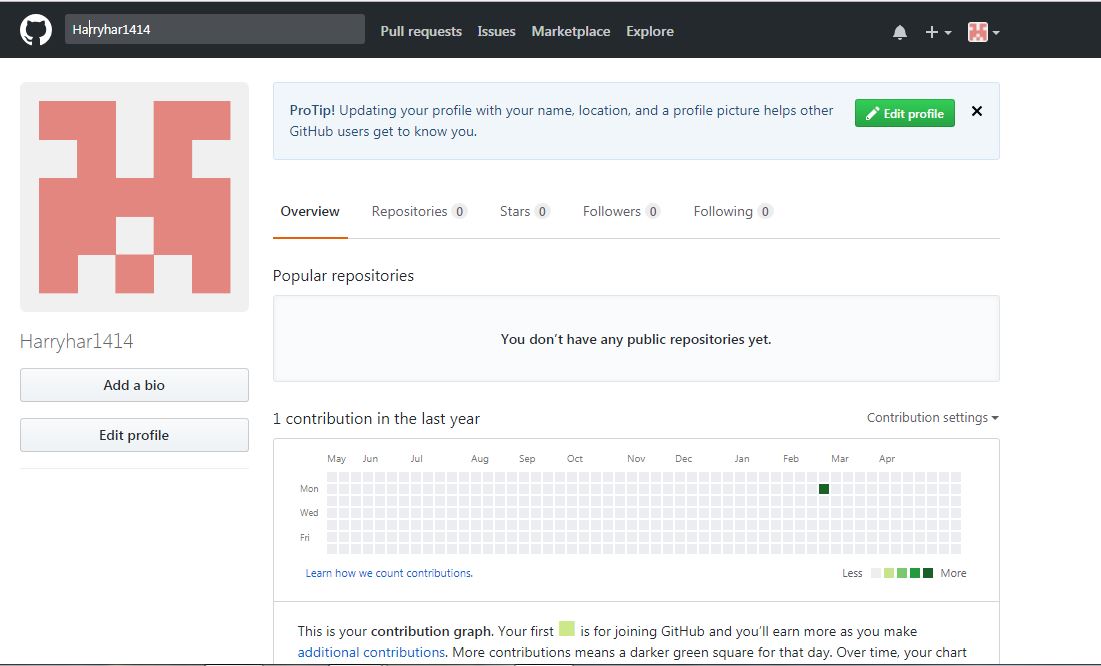 Harryhar1414 Pull requests Issues Marketplace Explore
ProTip! Updating your profile with your name, location, and a profile picture helps other
GitHub users get to know you.
Edit profile
Overview Repositories 0 Stars 0 Followers 0 Following 0
Popular repositories
You don’t have any public repositories yet.
Harryhar1414
Add a bio
Edit profile
1 contribution in the last year
Contribution settings
May Jun Jul Aug Sep Oct Nov Dec Jan Feb Mar Apr
Mon
Wed
Fri
Learn how we count contributions.
Less More
This is your contribution graph. Your first is for joining GitHub and you’ll earn more as you make
additional contributions. More contributions means a darker green square for that day. Over time, your chart